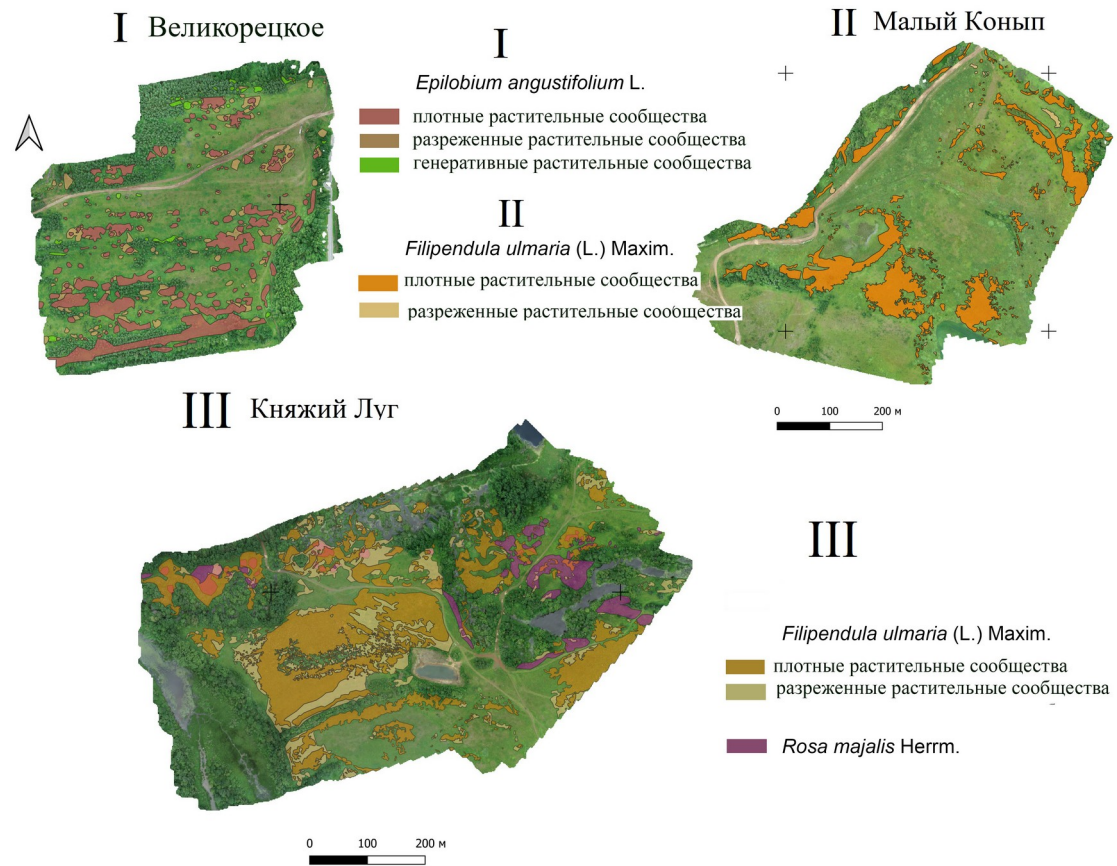 I Великорецкое
I
Epilobium angustifolium L.
плотные растительные сообщества
разреженные растительные сообщества
генеративные растительные сообщества
II
Filipendula ulmaria (L.) Maxim.
плотные растительные сообщества
разреженные растительные сообщества
II Малый Конып
0 100 200 м
III Княжий Луг
0 100 200 м
III
Filipendula ulmaria (L.) Maxim.
плотные растительные сообщества
разреженные растительные сообщества
Rosa majalis Herrm.